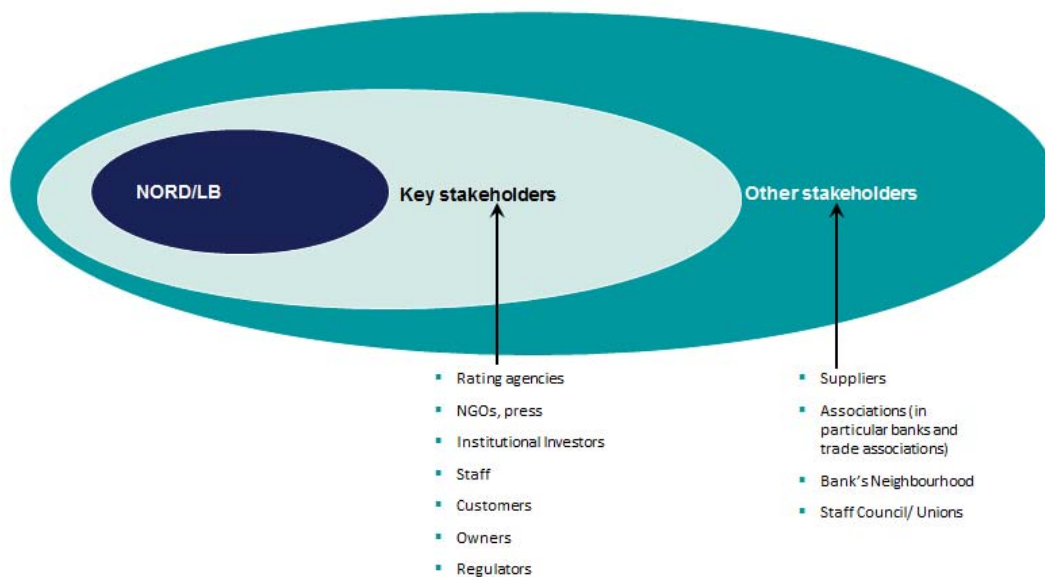 NORD/LB
Key stakeholders
Other stakeholders
Rating agencies
NGOs, press
Institutional Investors
Staff
Customers
Owners
Regulators
Suppliers
Associations (in
particular banks and
trade associations)
Bank's Neighbourhood
Staff Council/ Unions